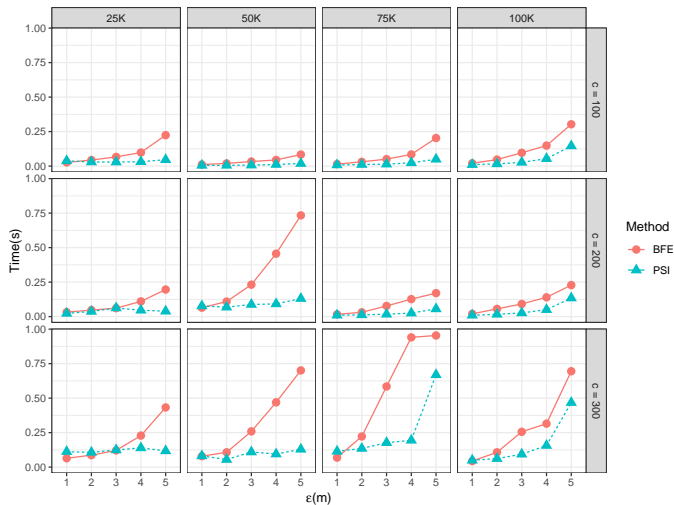 25K 50K 75K 100K
1.00
0.75
0.50
0.25
0.00
c = 100
1.00
0.75
0.50
0.25
0.00
c = 200
1.00
0.75
0.50
0.25
0.00
c = 300
Time(s)
1 2 3 4 5 1 2 3 4 5 1 2 3 4 5 1 2 3 4 5
ε(m)
Method
BFE
PSI